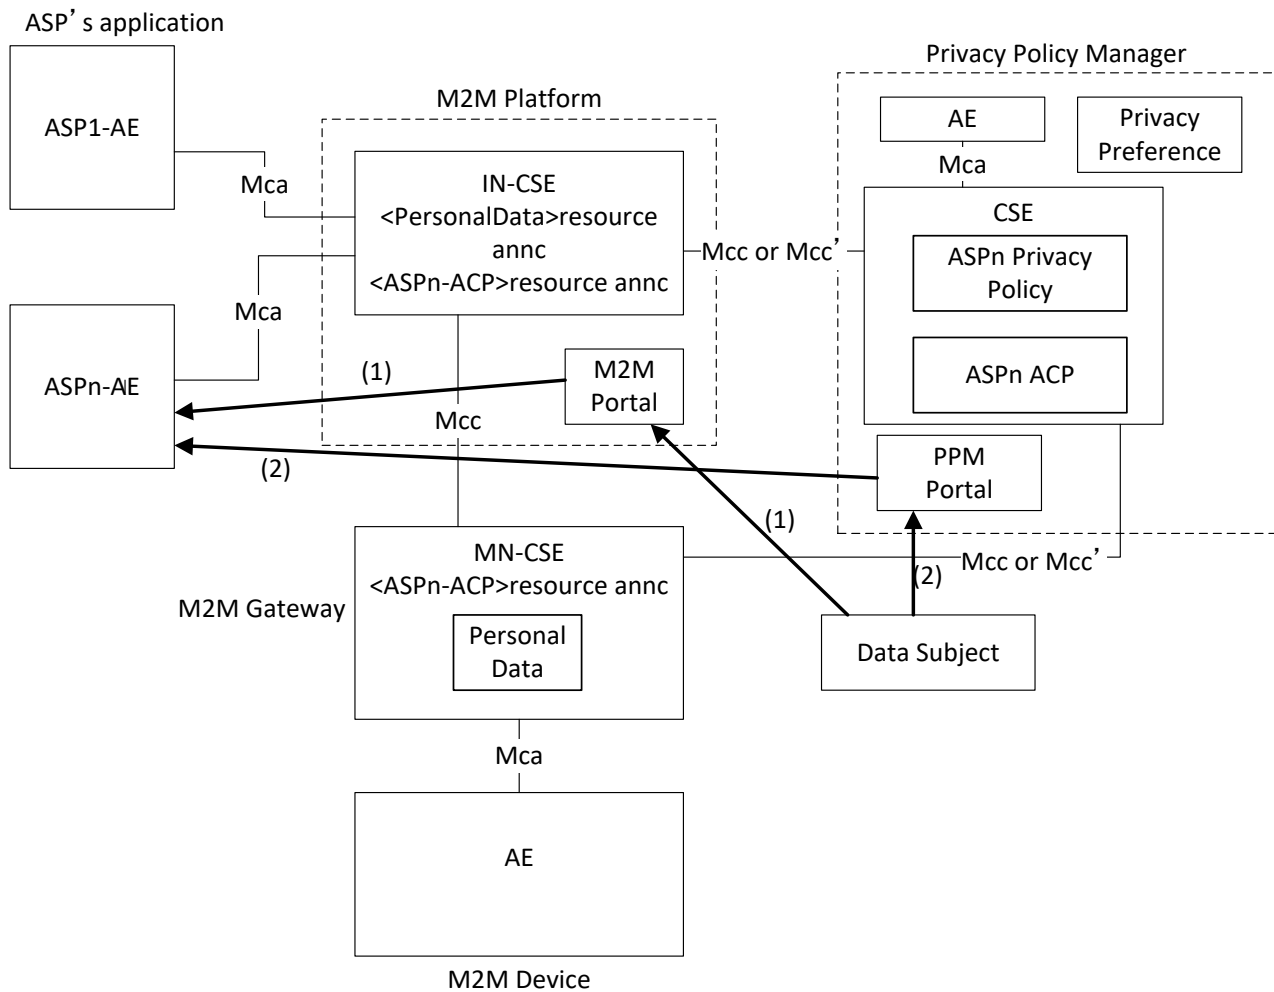 ASP’s application
Privacy Policy Manager
M2M Platform
ASP1-AE
AE
Privacy
Preference
Mca
Mca
IN-CSE
<PersonalData>resource
annc
<ASPn-ACP>resource annc
CSE
Mcc or Mcc’
ASPn Privacy
Policy
Mca
ASPn-AE
(1)
M2M
Portal
ASPn ACP
Mcc
(2)
PPM
Portal
(1)
MN-CSE
<ASPn-ACP>resource annc
Mcc or Mcc’
(2)
M2M Gateway
Personal
Data
Data Subject
Mca
AE
M2M Device